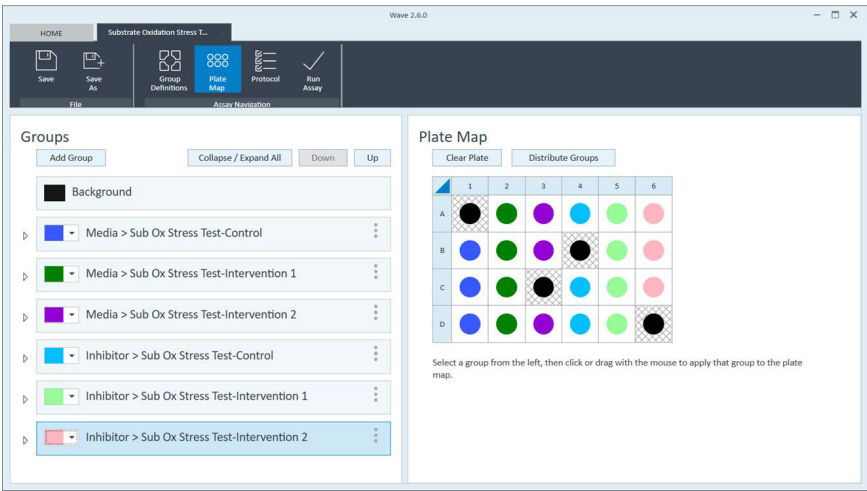 Wave 2.6.0
HOME
Substrate Oxidation Stress T...
Save
Save
As
Group
Definitions
Plate
Map
Protocol
Run
Assay
File
Assay Navigation
Groups
Add Group
Collapse / Expand All
Down
Up
Background
Media > Sub Ox Stress Test-Control
Media > Sub Ox Stress Test-Intervention 1
Media > Sub Ox Stress Test-Intervention 2
Inhibitor > Sub Ox Stress Test-Control
Inhibitor > Sub Ox Stress Test-Intervention 1
Inhibitor > Sub Ox Stress Test-Intervention 2
Plate Map
Clear Plate
Distribute Groups
1 2 3 4 5 6
A
B
C
D
Select a group from the left, then click or drag with the mouse to apply that group to the plate
map.